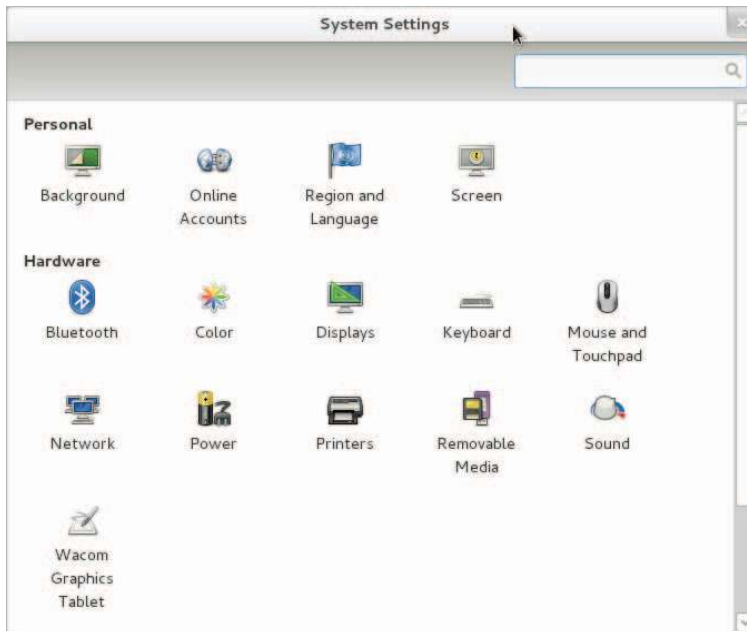 System Settings
Personal
Background
Online
Accounts
Region and
Language
Screen
Hardware
Bluetooth
Color
Displays
Keyboard
Mouse and
Touchpad
Network
Power
Printers
Removable
Media
Sound
Wacom
Graphics
Tablet